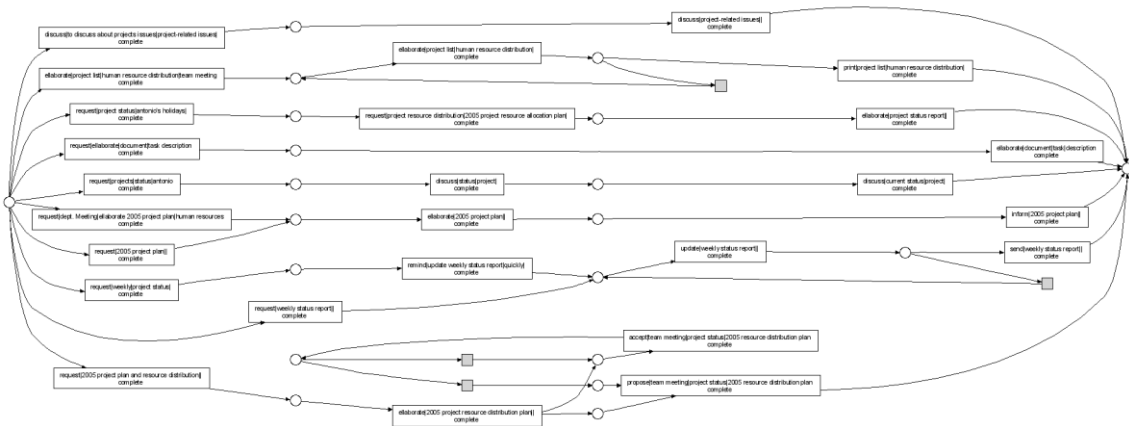 discuss|to discuss about projects issues|project-related issues|
complete
discuss|project-related issues||
complete
ellaborate|project list|human resource distribution|team meeting
complete
ellaborate|project list|human resource distribution|
complete
print|project list|human resource distribution|
complete
request|project status|antonio's holidays|
complete
request|project resource distribution|2005 project resource allocation plan|
complete
ellaborate|project status report||
complete
request|ellaborate|document|task description
complete
ellaborate|document|task|description
complete
request|projects|status|antonio
complete
discuss|status|project|
complete
discuss|current status|project|
complete
request|dept. Meeting|ellaborate 2005 project plan|human resources
complete
ellaborate|2005 project plan||
complete
inform|2005 project plan||
complete
request|2005 project plan||
complete
update|weekly status report||
complete
send|weekly status report||
complete
request|weekly|project status|
complete
remind|update weekly status report|quickly|
complete
request|weekly status report||
complete
accept|team meeting|project status|2005 resource distribution plan
complete
request|2005 project plan and resource distribution||
complete
propose|team meeting|project status|2005 resource distribution plan
complete
ellaborate|2005 project resource distribution plan||
complete